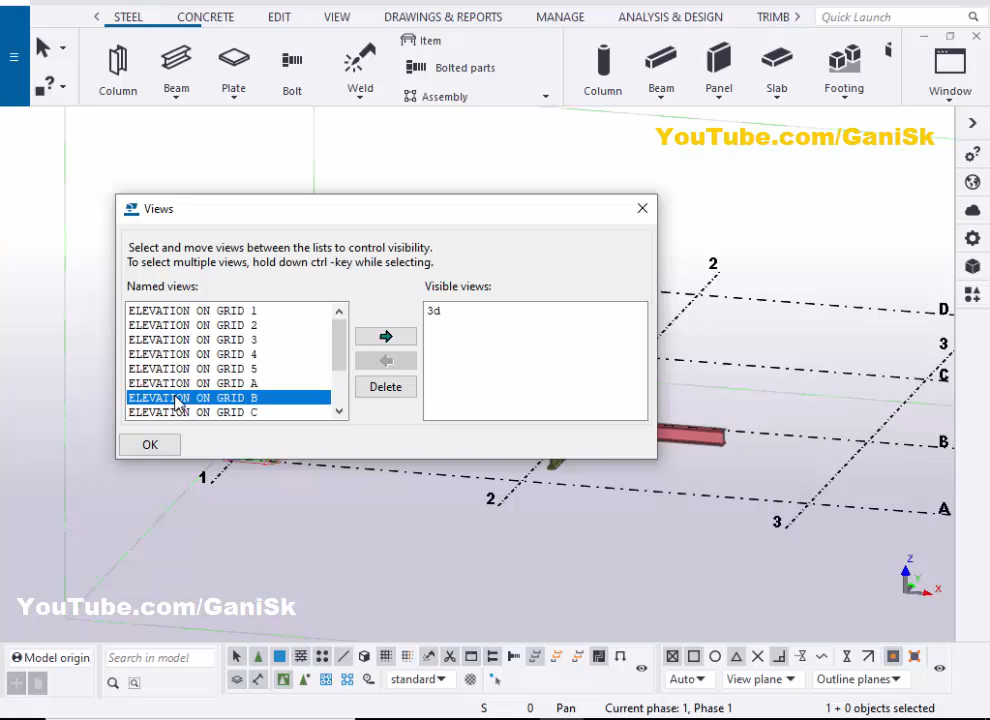 STEEL CONCRETE EDIT VIEW DRAWINGS & REPORTS MANAGE ANALYSIS & DESIGN TRIMB Quick Launch
Item
Bolted parts
Assembly
Column Beam Plate Bolt Weld Column Beam Panel Slab Footing Window
YouTube.com/GaniSk
Views
Select and move views between the lists to control visibility.
To select multiple views, hold down ctrl -key while selecting.
Named views: Visible views:
ELEVATION ON GRID 1
ELEVATION ON GRID 2
ELEVATION ON GRID 3
ELEVATION ON GRID 4
ELEVATION ON GRID 5
ELEVATION ON GRID A
ELEVATION ON GRID B
ELEVATION ON GRID C
3d
Delete
OK
2
D
3
C
B
A
1
2
3
Z
Y
X
YouTube.com/GaniSk
Model origin Search in model
standard Auto View plane Outline planes
S 0 Pan Current phase: 1, Phase 1 1 + 0 objects selected